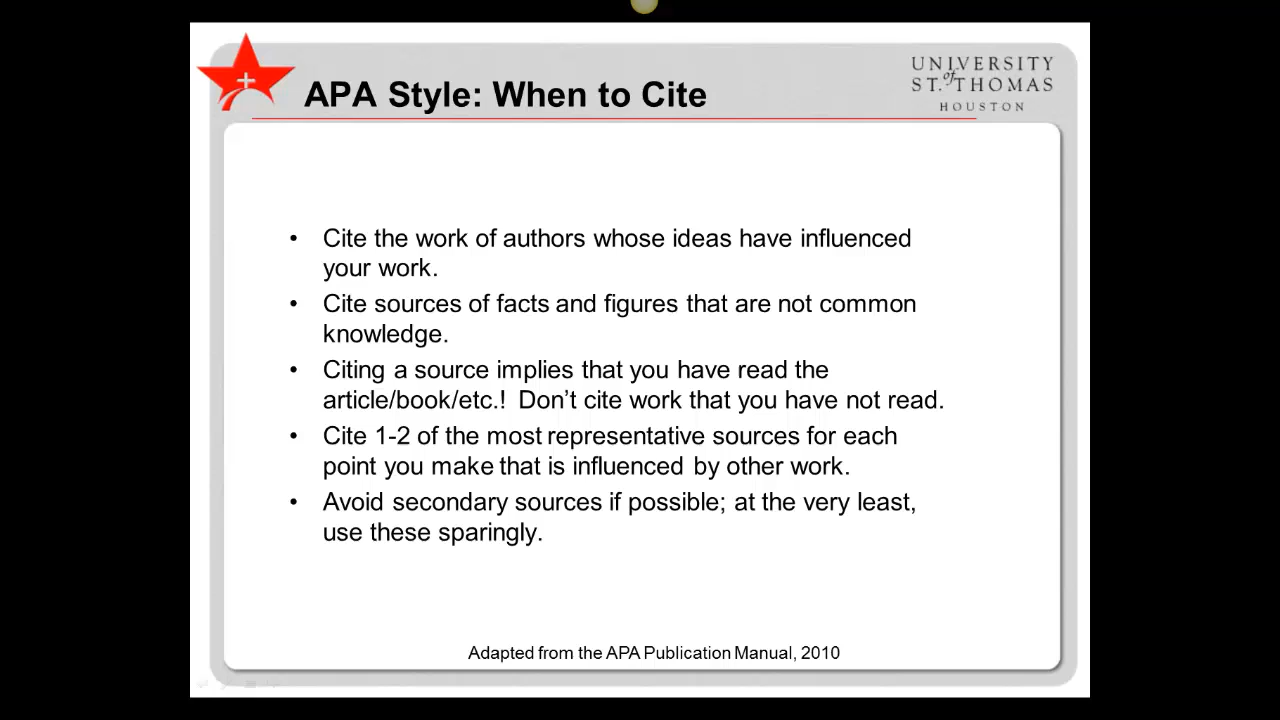 UNIVERSITY
of
ST. THOMAS
HOUSTON
APA Style: When to Cite
• Cite the work of authors whose ideas have influenced
your work.
• Cite sources of facts and figures that are not common
knowledge.
• Citing a source implies that you have read the
article/book/etc.!  Don’t cite work that you have not read.
• Cite 1-2 of the most representative sources for each
point you make that is influenced by other work.
• Avoid secondary sources if possible; at the very least,
use these sparingly.
Adapted from the APA Publication Manual, 2010